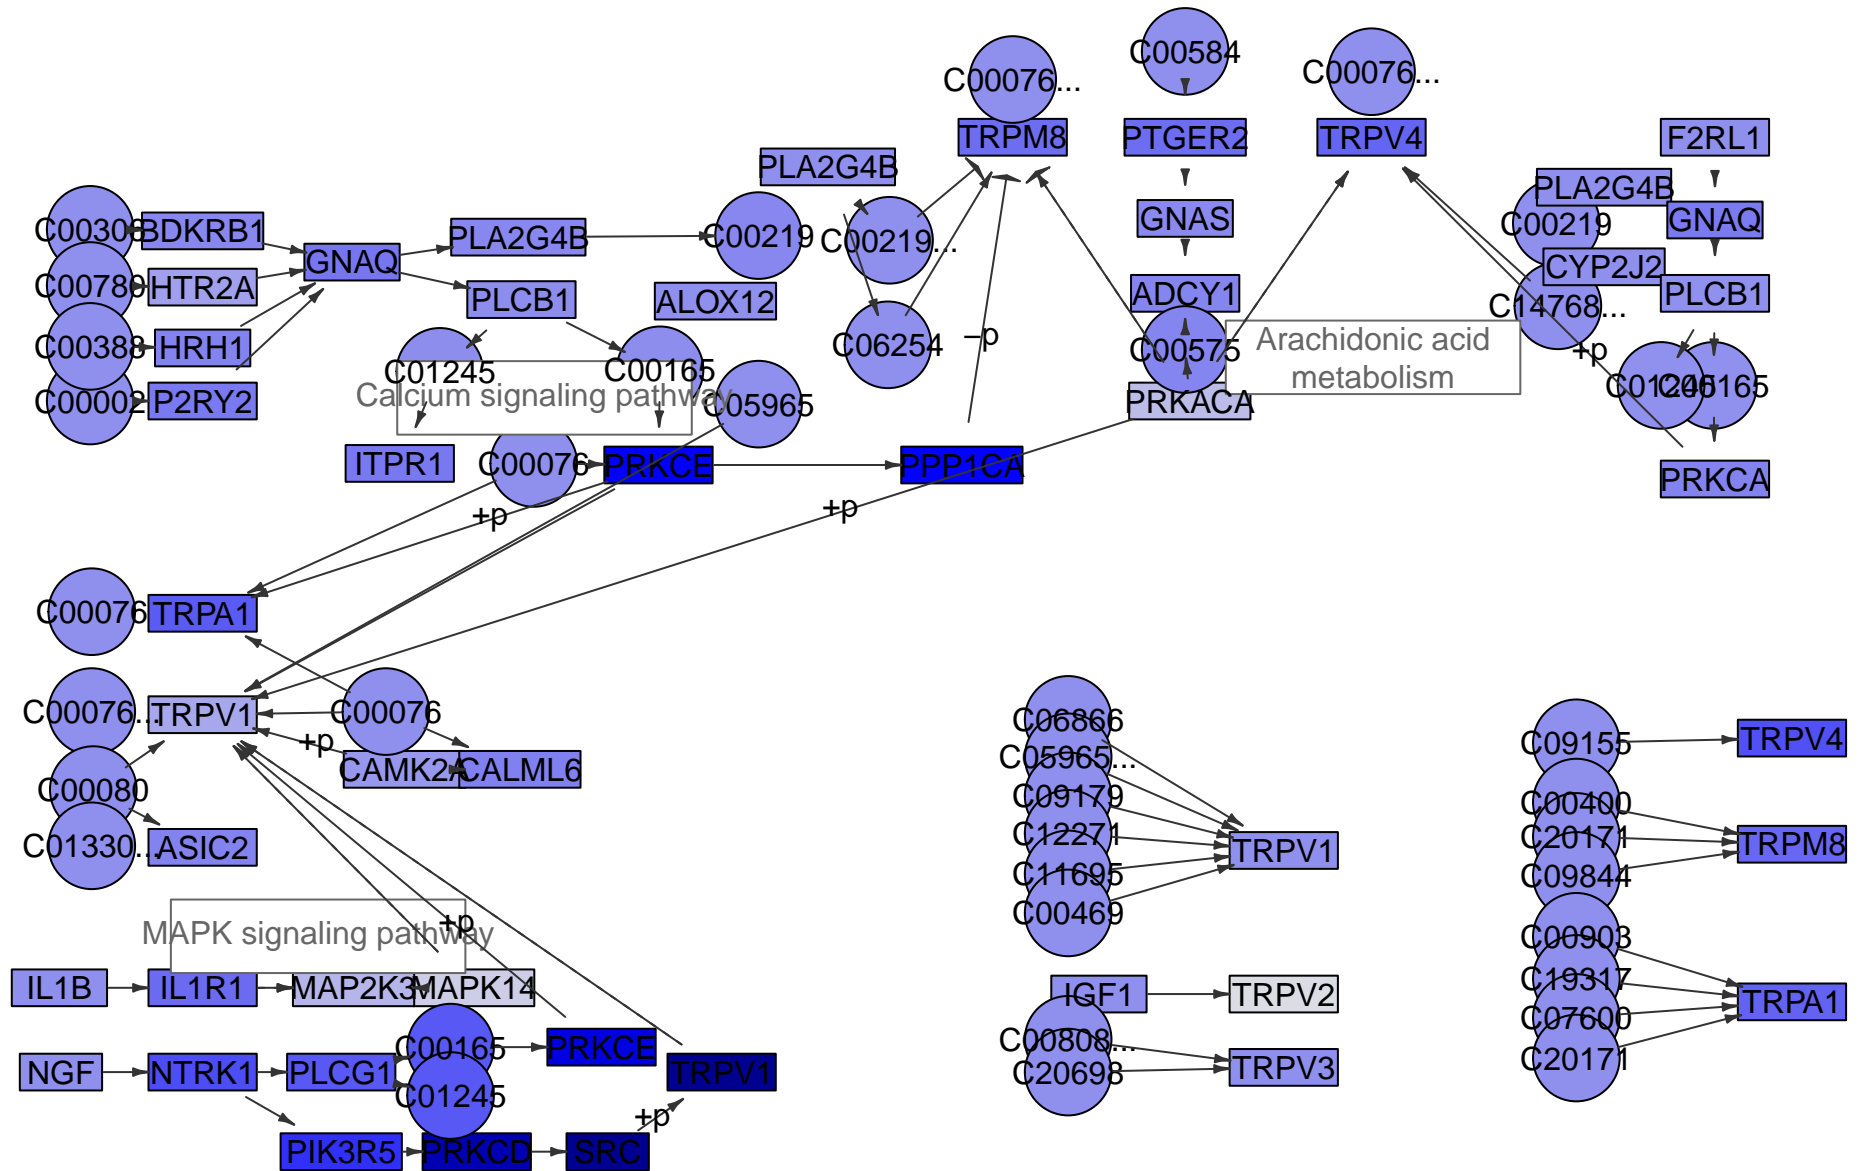 C00584
C00076...
C00076...
TRPM8
PTGER2
TRPV4
F2RL1
PLA2G4B
PLA2G4B
C00308
BDKRB1
PLA2G4B
C00219
C00219...
GNAS
C00219
GNAQ
GNAQ
C00780
HTR2A
PLCB1
ALOX12
ADCY1
CYP2J2
PLCB1
C14768...
C00388
HRH1
C06254
–p
C00575
Arachidonic acid
metabolism
+p
C01245
C00165
C00002
P2RY2
Calcium signaling pathway
C05965
PRKACA
C01245
C00165
ITPR1
C00076
PRKCE
PPP1CA
PRKCA
+p
+p
C00076
TRPA1
C00076...
TRPV1
C00076
+p
C06866
C05965...
C09155
TRPV4
C00080
CAMK2A
CALML6
C09179
C00400
C01330...
ASIC2
C12271
TRPV1
C20171
TRPM8
C11695
C09844
C00469
+p
MAPK signaling pathway
C00903
IL1B
IL1R1
MAP2K3
MAPK14
IGF1
TRPV2
C19317
TRPA1
C07600
C00165
PRKCE
C00808...
C20171
NGF
NTRK1
PLCG1
TRPV1
C20698
TRPV3
C01245
+p
PIK3R5
PRKCD
SRC